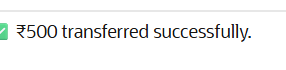 ✅ ₹500 transferred successfully.